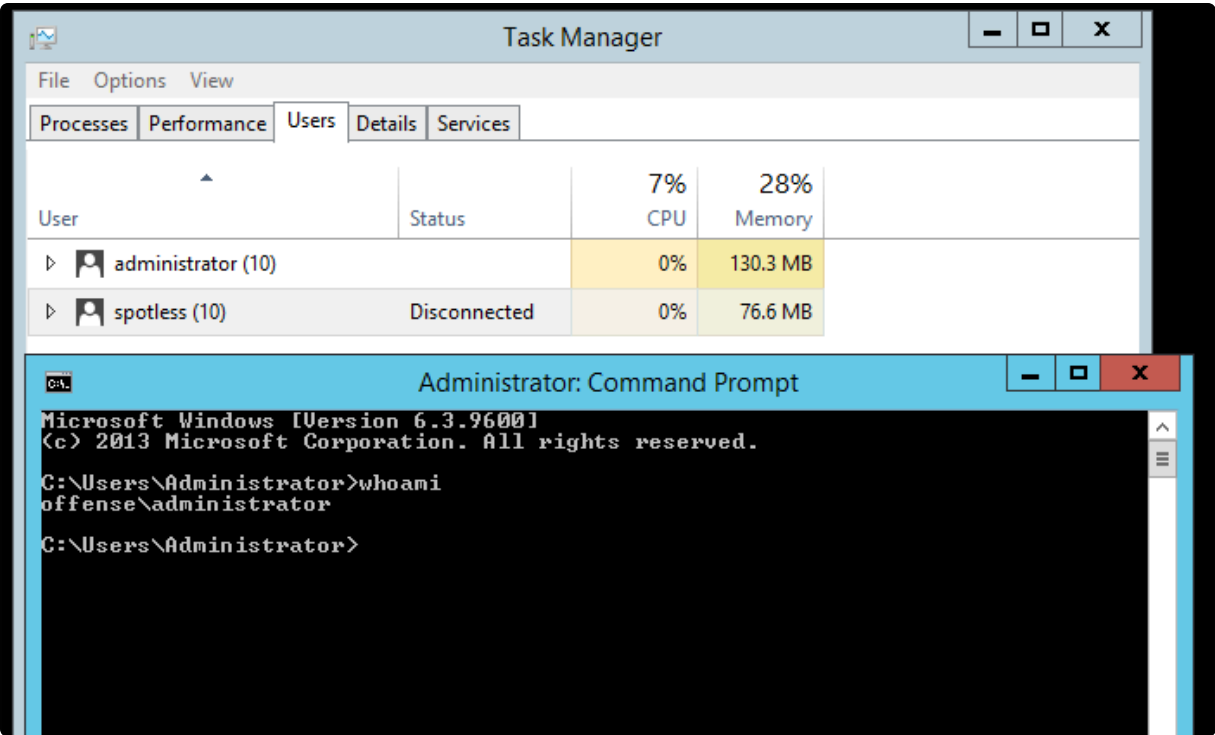 Task Manager
File Options View
Processes Performance Users Details Services
7% 28%
User Status CPU Memory
administrator (10) 0% 130.3 MB
spotless (10) Disconnected 0% 76.6 MB
C:\.
Administrator: Command Prompt
Microsoft Windows [Version 6.3.9600]
(c) 2013 Microsoft Corporation. All rights reserved.
C:\Users\Administrator>whoami
offense\administrator
C:\Users\Administrator>